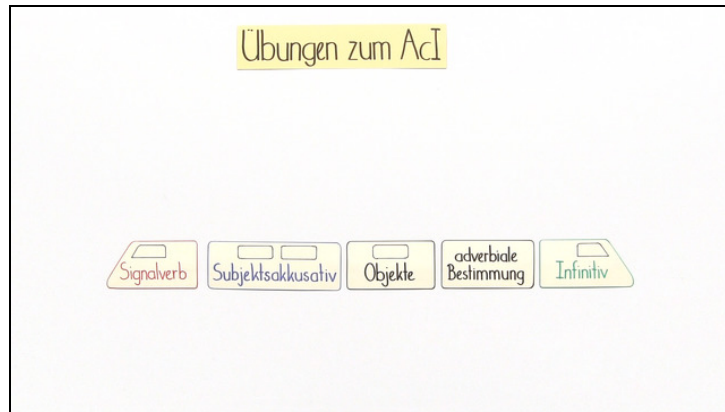 Übungen zum AcI
Signalverb Subjektsakkusativ Objekte adverbiale Bestimmung Infinitiv